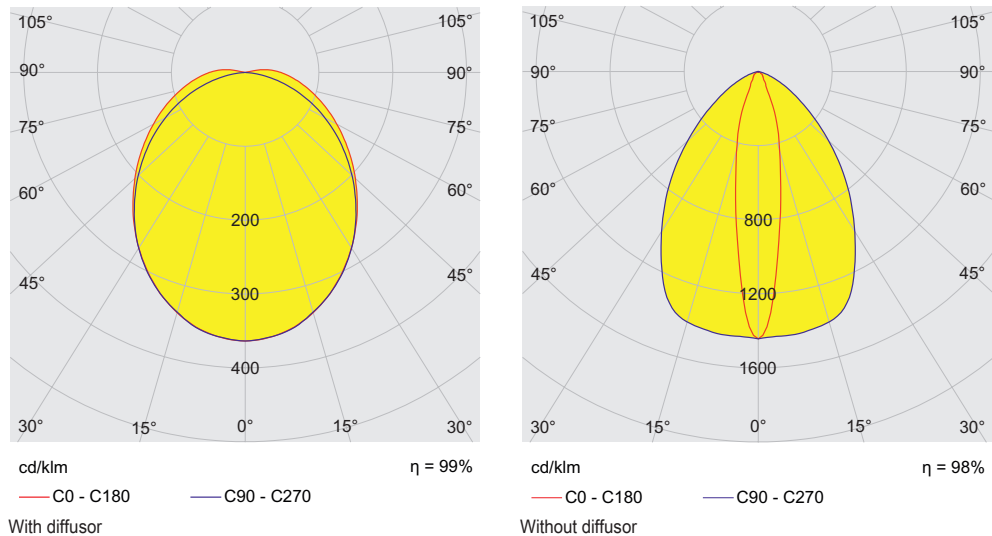 105° 105°
90° 90°
75° 75°
60° 60°
200
45° 45°
300
400
30° 15° 0° 15° 30°
cd/klm η = 99%
C0 - C180 C90 - C270
With diffusor
105° 105°
90° 90°
75° 75°
60° 60°
800
45° 45°
1200
1600
30° 15° 0° 15° 30°
cd/klm η = 98%
C0 - C180 C90 - C270
Without diffusor